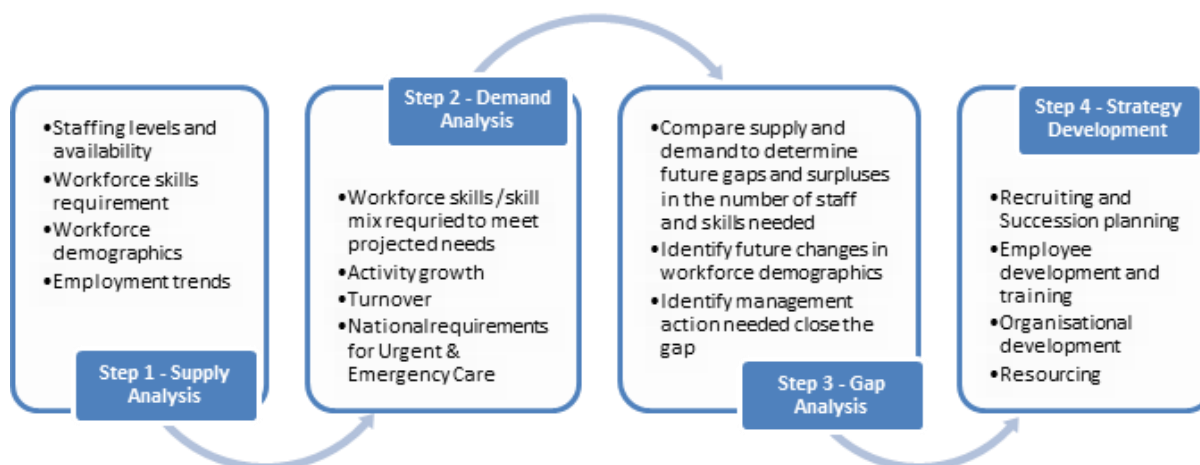 •Staffing levels and
availability
•Workforce skills
requirement
•Workforce
demographics
•Employment trends
Step 1 - Supply
Analysis
Step 2 - Demand
Analysis
•Workforce skills/skill
mix requried to meet
projected needs
•Activity growth
•Turnover
•National requirements
for Urgent &
Emergency Care
•Compare supply and
demand to determine
future gaps and surpluses
in the number of staff
and skills needed
•Identify future changes in
workforce demographics
•Identify management
action needed close the
gap
Step 3 - Gap
Analysis
Step 4 - Strategy
Development
•Recruiting and
Succession planning
•Employee
development and
training
•Organisational
development
•Resourcing